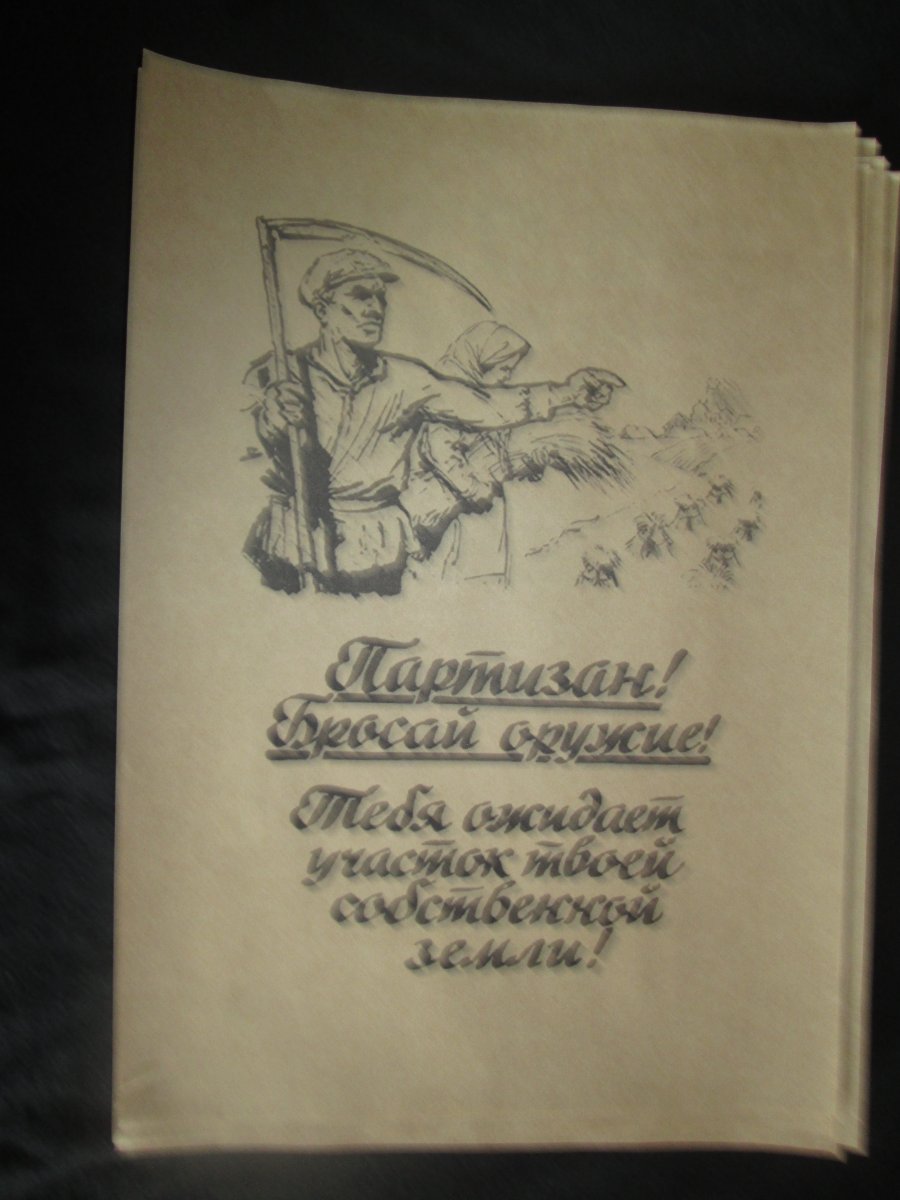 Партизан!
Бросай оружие!
Тебя ожидает
участок твоей
собственной
земли!